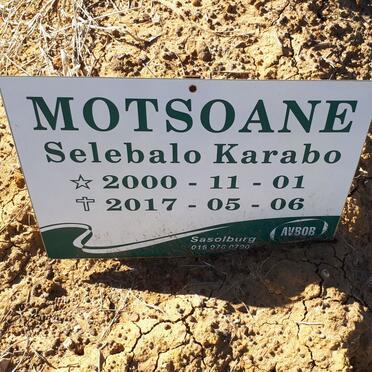 MOTSOANE
Selebalo Karabo
☆ 2000 - 11 - 01
✝ 2017 - 05 - 06
Sasolburg
AVBOB